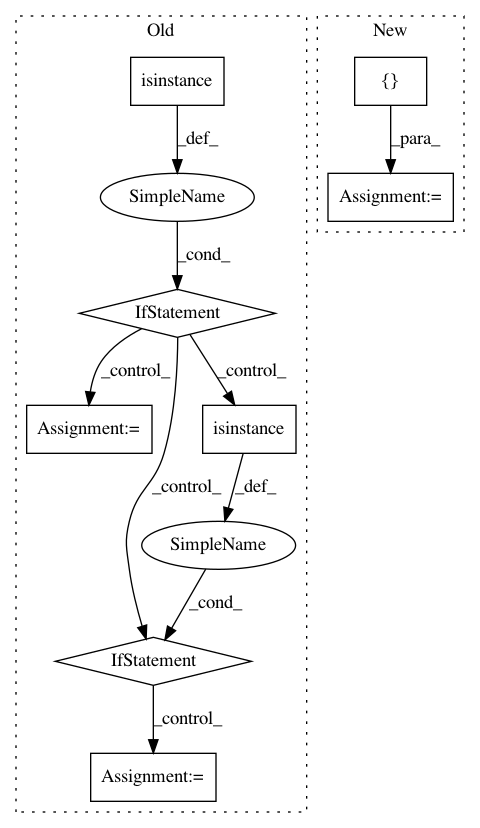 Old
New
isinstance
{}
_def_
_para_
SimpleName
Assignment:=
_cond_
IfStatement
_control_
_control_
Assignment:=
isinstance
_control_
_def_
SimpleName
_cond_
IfStatement
_control_
Assignment:=